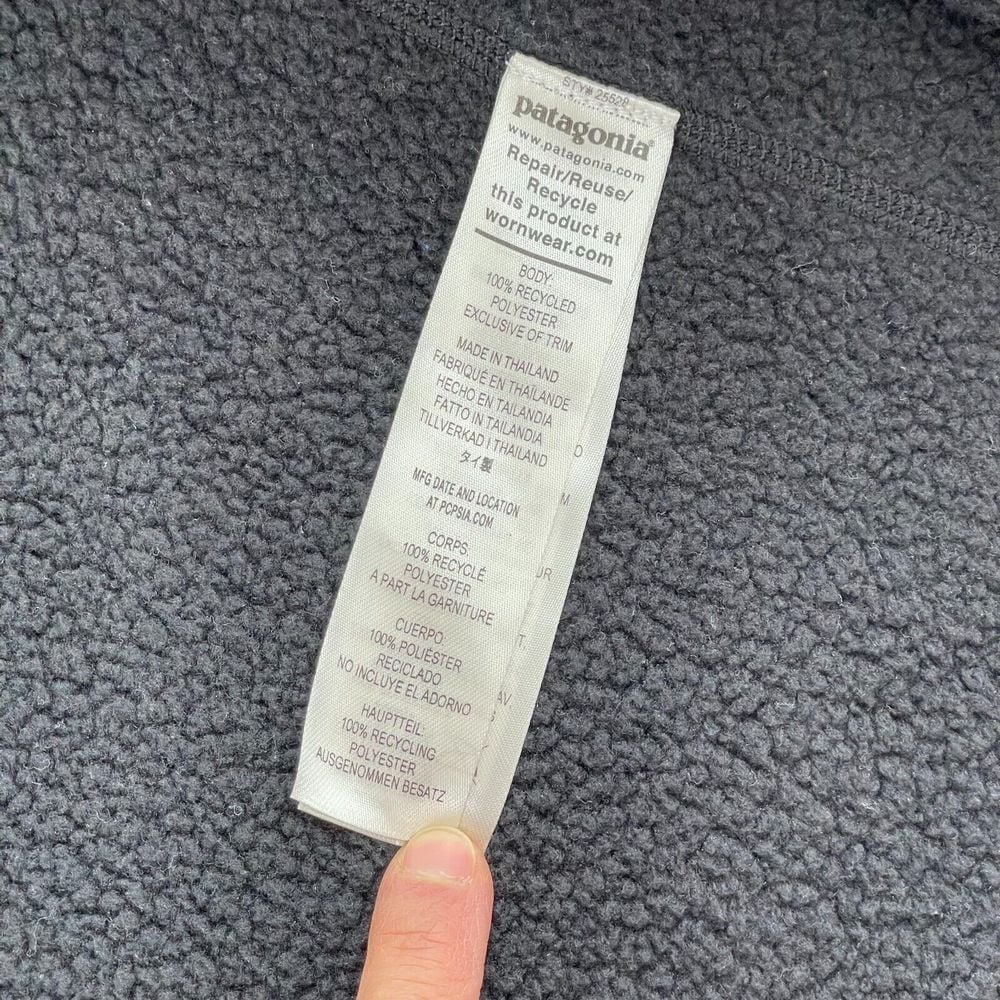 STY# 25528
patagonia®
www.patagonia.com
Repair/Reuse/
Recycle
this product at
wornwear.com
BODY:
100% RECYCLED
POLYESTER
EXCLUSIVE OF TRIM
MADE IN THAILAND
FABRIQUÉ EN THAÏLANDE
HECHO EN TAILANDIA
FATTO IN TAILANDIA
TILLVERKAD I THAILAND
タイ製
MFG DATE AND LOCATION
AT PCPSIA.COM
CORPS:
100% RECYCLÉ
POLYESTER
A PART LA GARNITURE
CUERPO:
100% POLIÉSTER
RECICLADO
NO INCLUYE EL ADORNO
HAUPTTEIL:
100% RECYCLING
POLYESTER
AUSGENOMMEN BESATZ